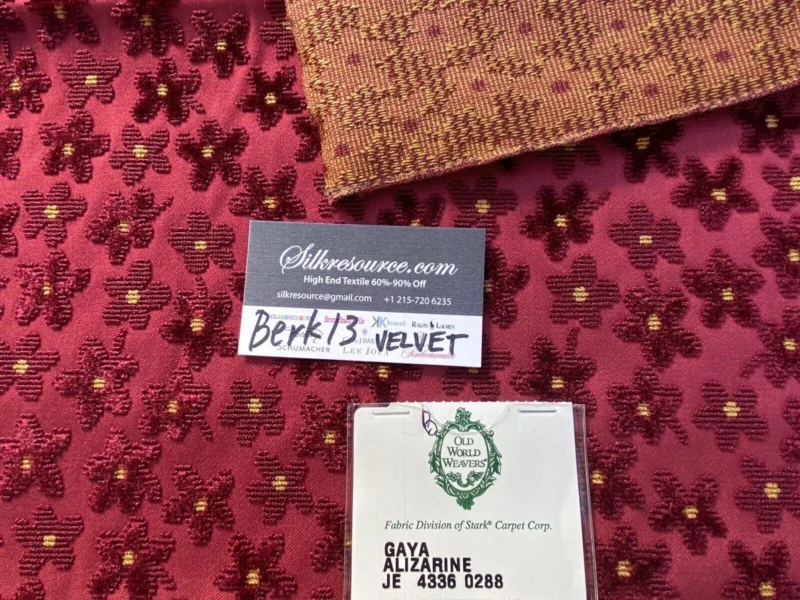 Silkresource.com
High End Textile 60%-90% Off
silkresource@gmail.com +1 215-720 6235
kravet RALPH LAUREN
Berk13 VELVET
SCHUMACHER LEE JOFA
OLD
WORLD
WEAVERS
Fabric Division of Stark® Carpet Corp.
GAYA
ALIZARINE
JE 4336 0288